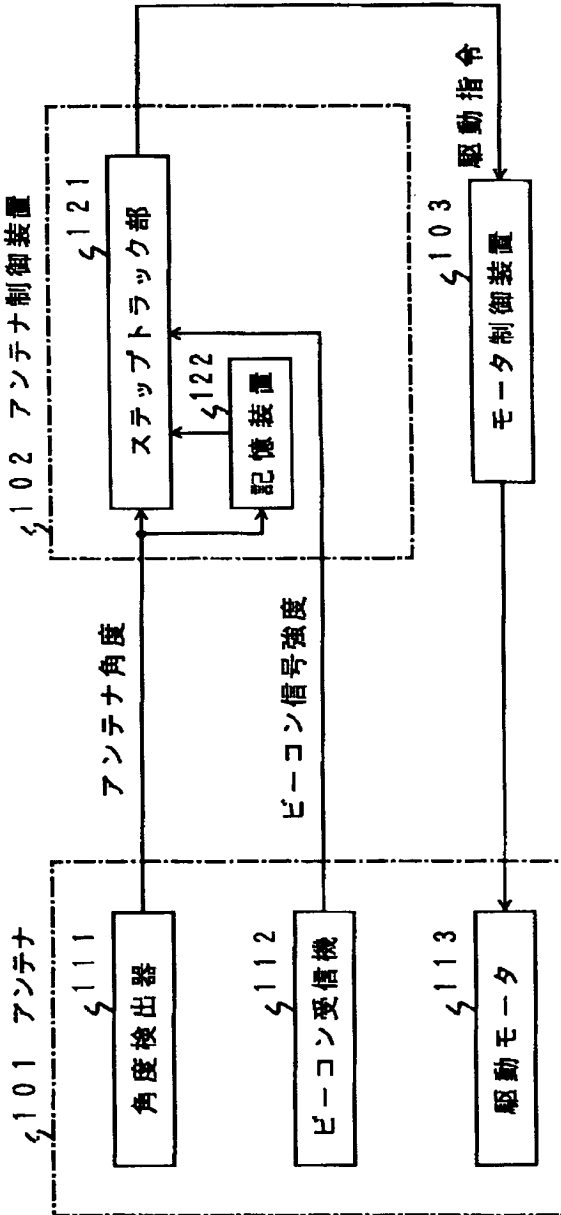 101 アンテナ
111
角度検出器
112
ビーコン受信機
113
駆動モータ
アンテナ角度
ビーコン信号強度
102 アンテナ制御装置
121
ステップトラック部
122
記憶装置
103
モータ制御装置
駆動指令